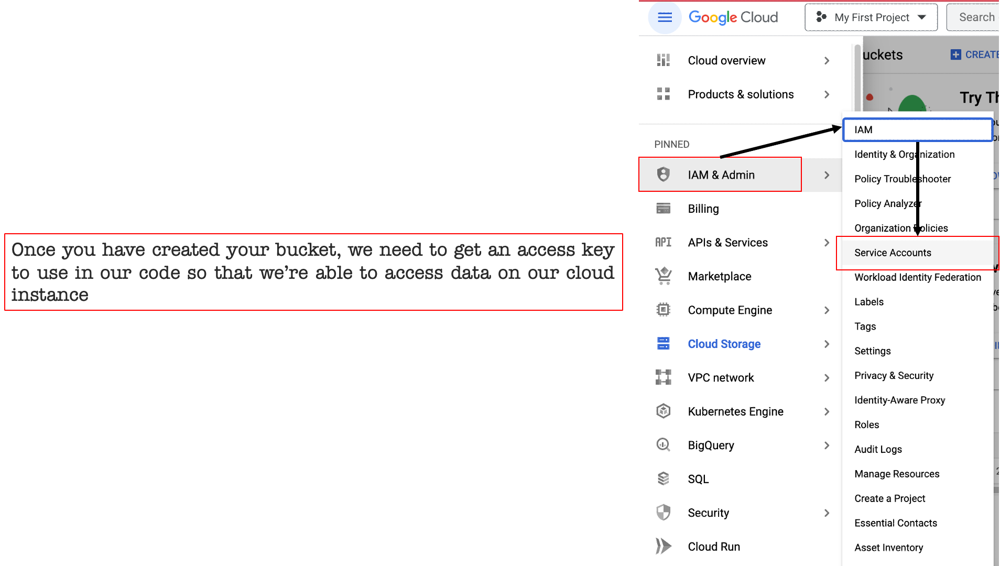 Once you have created your bucket, we need to get an access key
to use in our code so that we're able to access data on our cloud
instance
Google Cloud
My First Project
Search
Cloud overview
Products & solutions
PINNED
IAM & Admin
Billing
API
APIs & Services
Marketplace
Compute Engine
Cloud Storage
VPC network
Kubernetes Engine
BigQuery
SQL
Security
Cloud Run
uckets
CREATE
Try Th
IAM
Identity & Organization
Policy Troubleshooter
Policy Analyzer
Organization Policies
Service Accounts
Workload Identity Federation
Labels
Tags
Settings
Privacy & Security
Identity-Aware Proxy
Roles
Audit Logs
Manage Resources
Create a Project
Essential Contacts
Asset Inventory